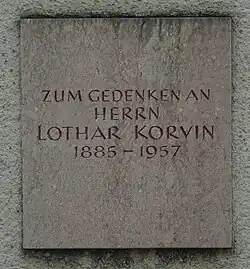 ZUM GEDENKEN AN
HERRN
LOTHAR KORVIN
1885 – 1957